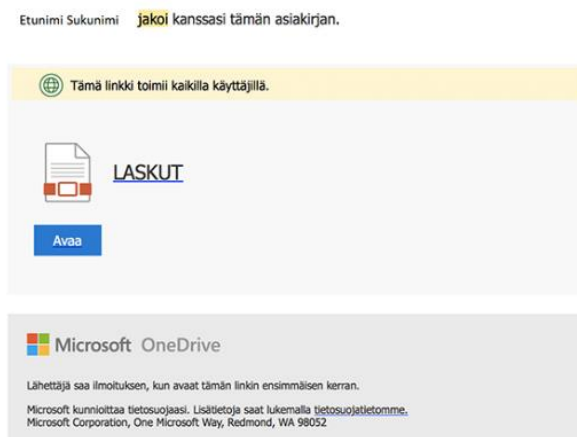 Etunimi Sukunimi jakoi kanssasi tämän asiakirjan.
Tämä linkki toimii kaikilla käyttäjillä.
LASKUT
Avaa
Microsoft OneDrive
Lähettäjä saa ilmoituksen, kun avaat tämän linkin ensimmäisen kerran.
Microsoft kunnioittaa tietosuojaasi. Lisätietoja saat lukemalla tietosuojatietomme.
Microsoft Corporation, One Microsoft Way, Redmond, WA 98052